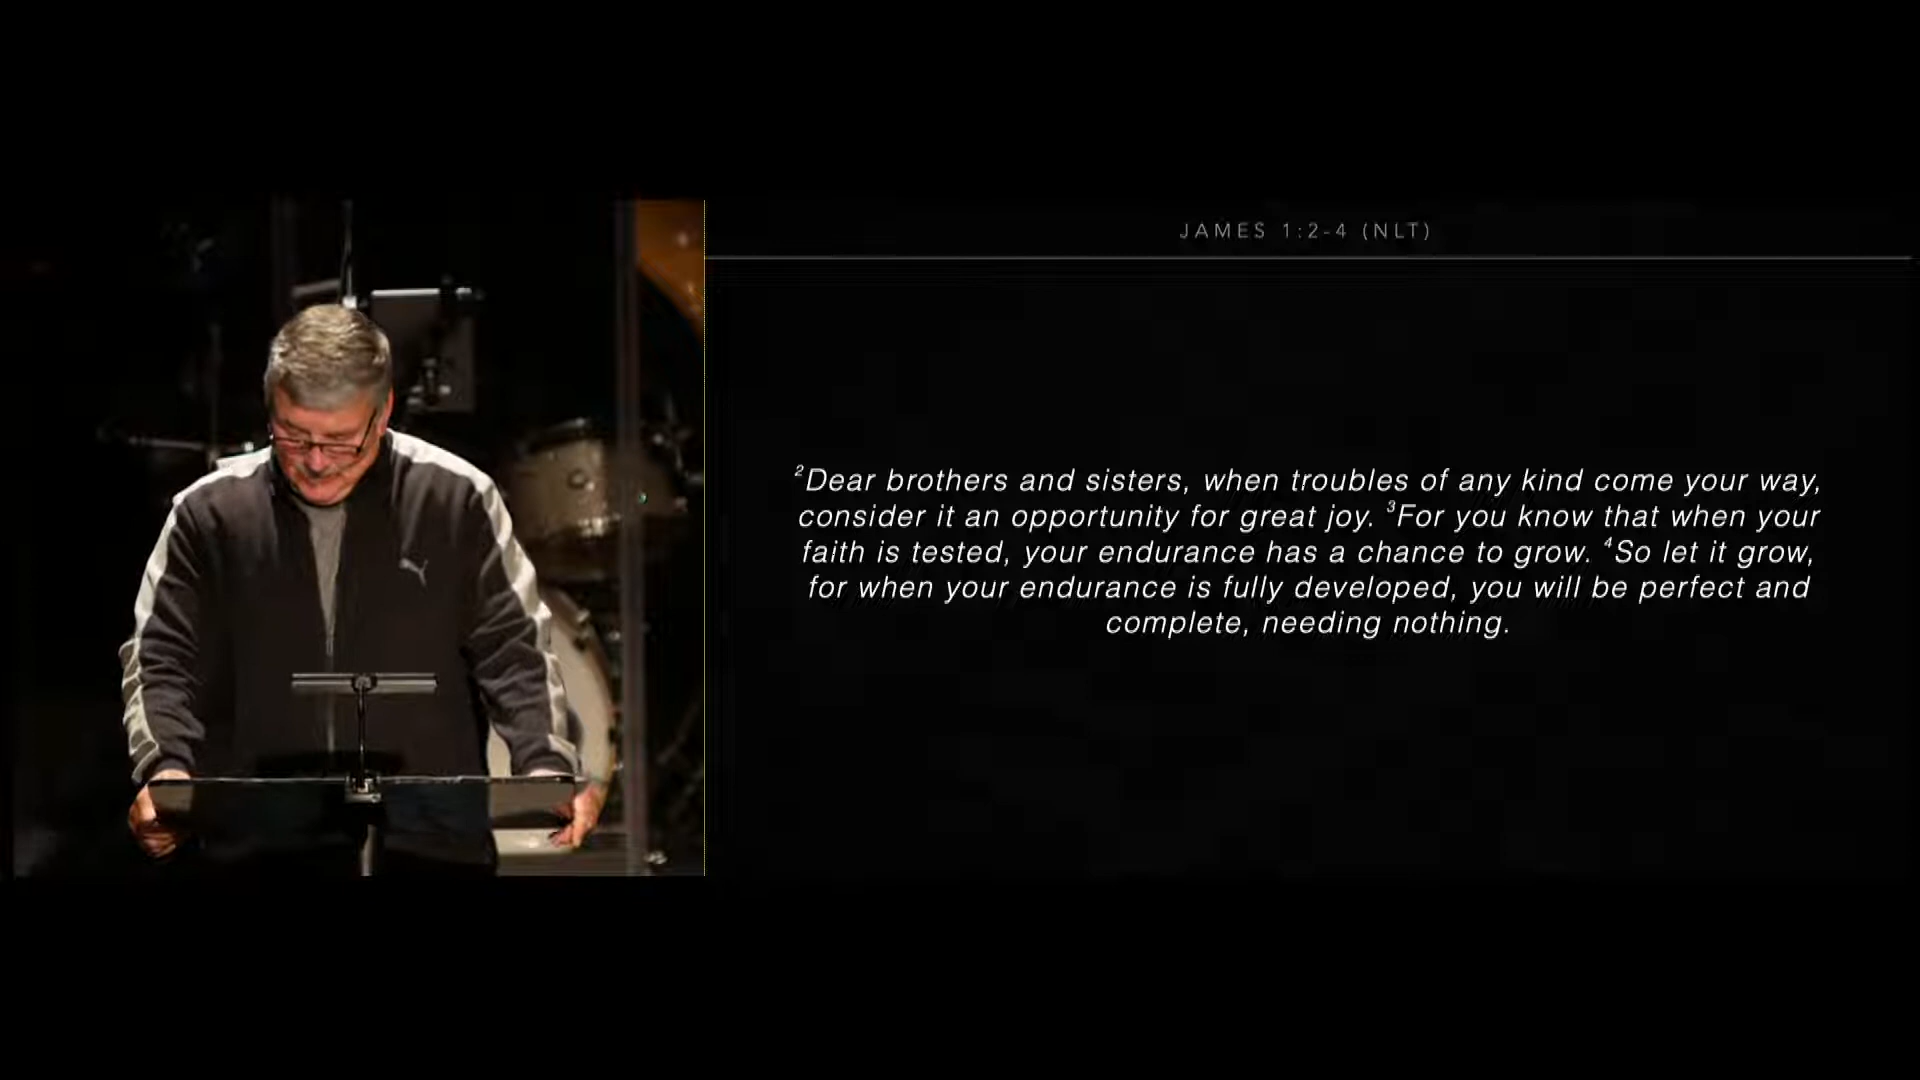 JAMES 1:2-4 (NLT)
²Dear brothers and sisters, when troubles of any kind come your way,
consider it an opportunity for great joy. ³For you know that when your
faith is tested, your endurance has a chance to grow. ⁴So let it grow,
for when your endurance is fully developed, you will be perfect and
complete, needing nothing.